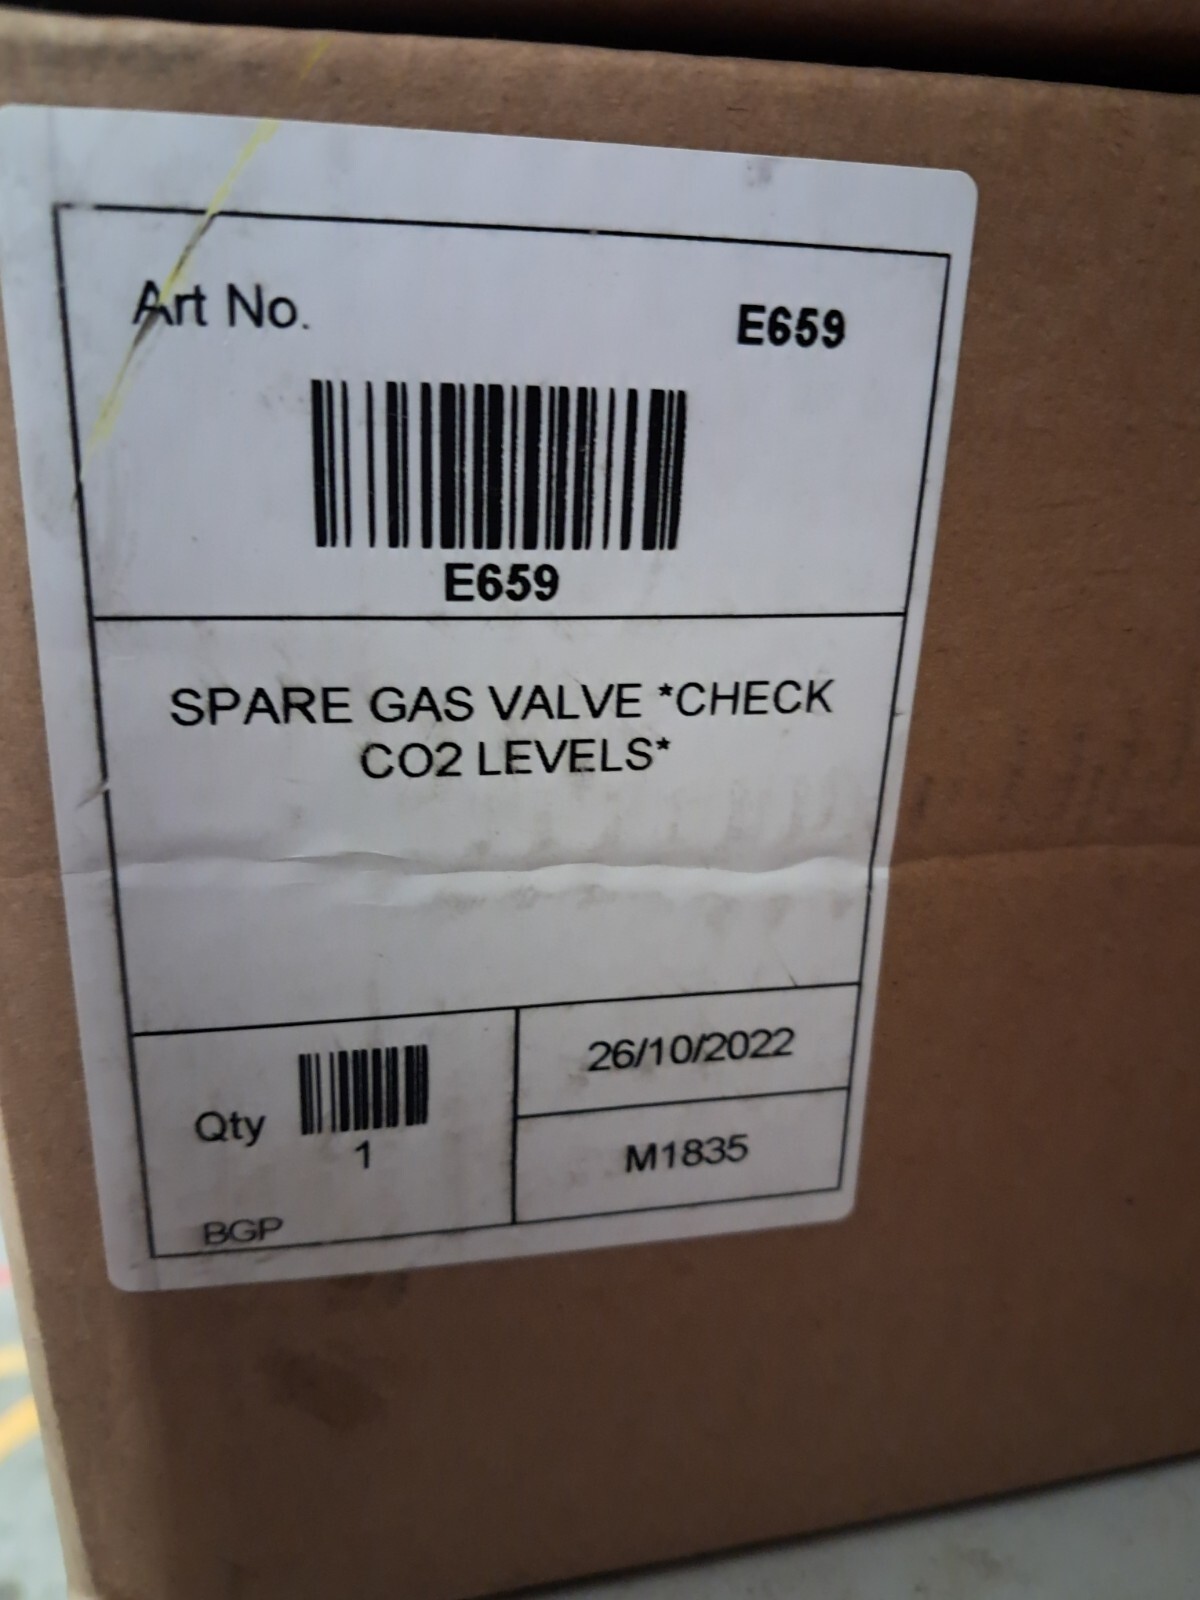 Art No.
E659
E659
SPARE GAS VALVE *CHECK
CO2 LEVELS*
Qty
1
BGP
26/10/2022
M1835